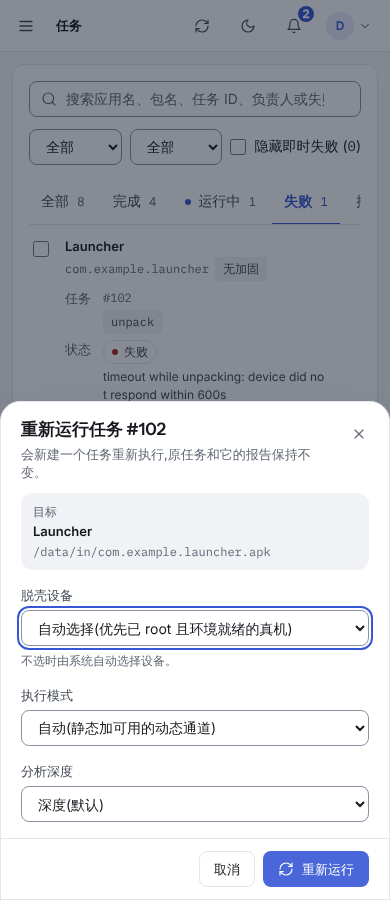 任务
2
D
搜索应用名、包名、任务 ID、负责人或失
全部
全部
隐藏即时失败 (0)
全部 8
完成 4
运行中 1
失败 1
Launcher
com.example.launcher
无加固
任务
#102
unpack
状态
失败
timeout while unpacking: device did no
t respond within 600s
重新运行任务 #102
会新建一个任务重新执行,原任务和它的报告保持不
变。
目标
Launcher
/data/in/com.example.launcher.apk
脱壳设备
自动选择(优先已 root 且环境就绪的真机)
不选时由系统自动选择设备。
执行模式
自动(静态加可用的动态通道)
分析深度
深度(默认)
取消
重新运行